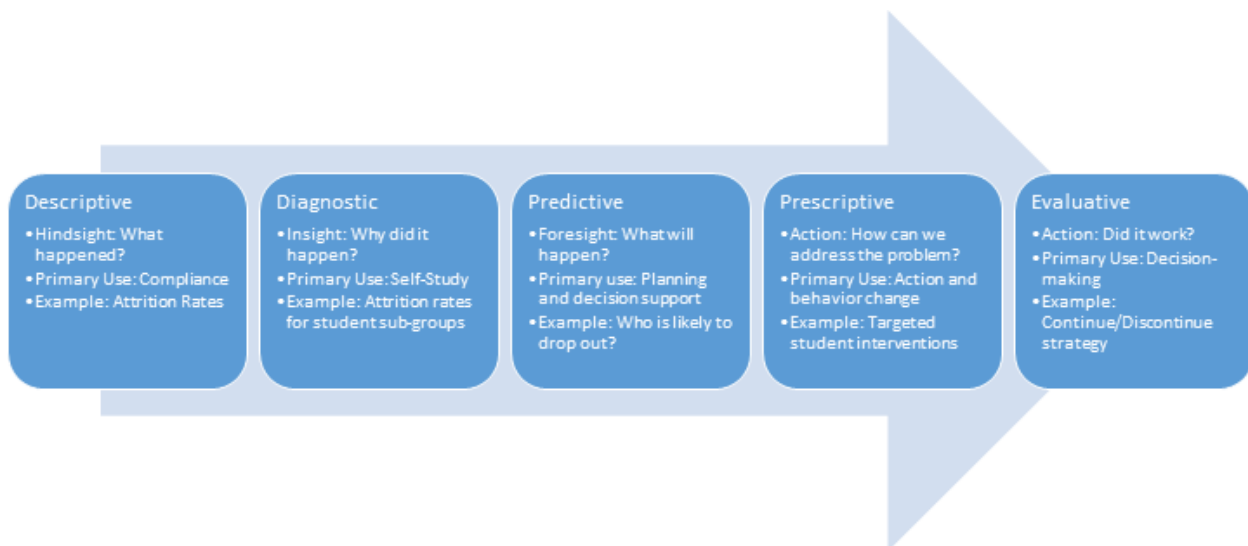 Descriptive
•Hindsight: What
happened?
•Primary Use: Compliance
•Example: Attrition Rates
Diagnostic
•Insight: Why did it
happen?
•Primary Use: Self-Study
•Example: Attrition rates
for student sub-groups
Predictive
•Foresight: What will
happen?
•Primary use: Planning
and decision support
•Example: Who is likely to
drop out?
Prescriptive
•Action: How can we
address the problem?
•Primary Use: Action and
behavior change
•Example: Targeted
student interventions
Evaluative
•Action: Did it work?
•Primary Use: Decision-
making
•Example:
Continue/Discontinue
strategy